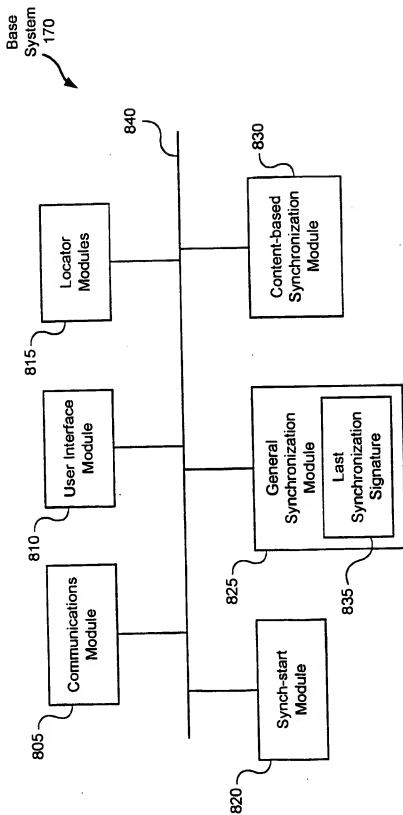 Base
System
170
Communications
Module
805
User Interface
Module
810
Locator
Modules
815
840
Synch-start
Module
820
General
Synchronization
Module
825
Last
Synchronization
Signature
835
Content-based
Synchronization
Module
830